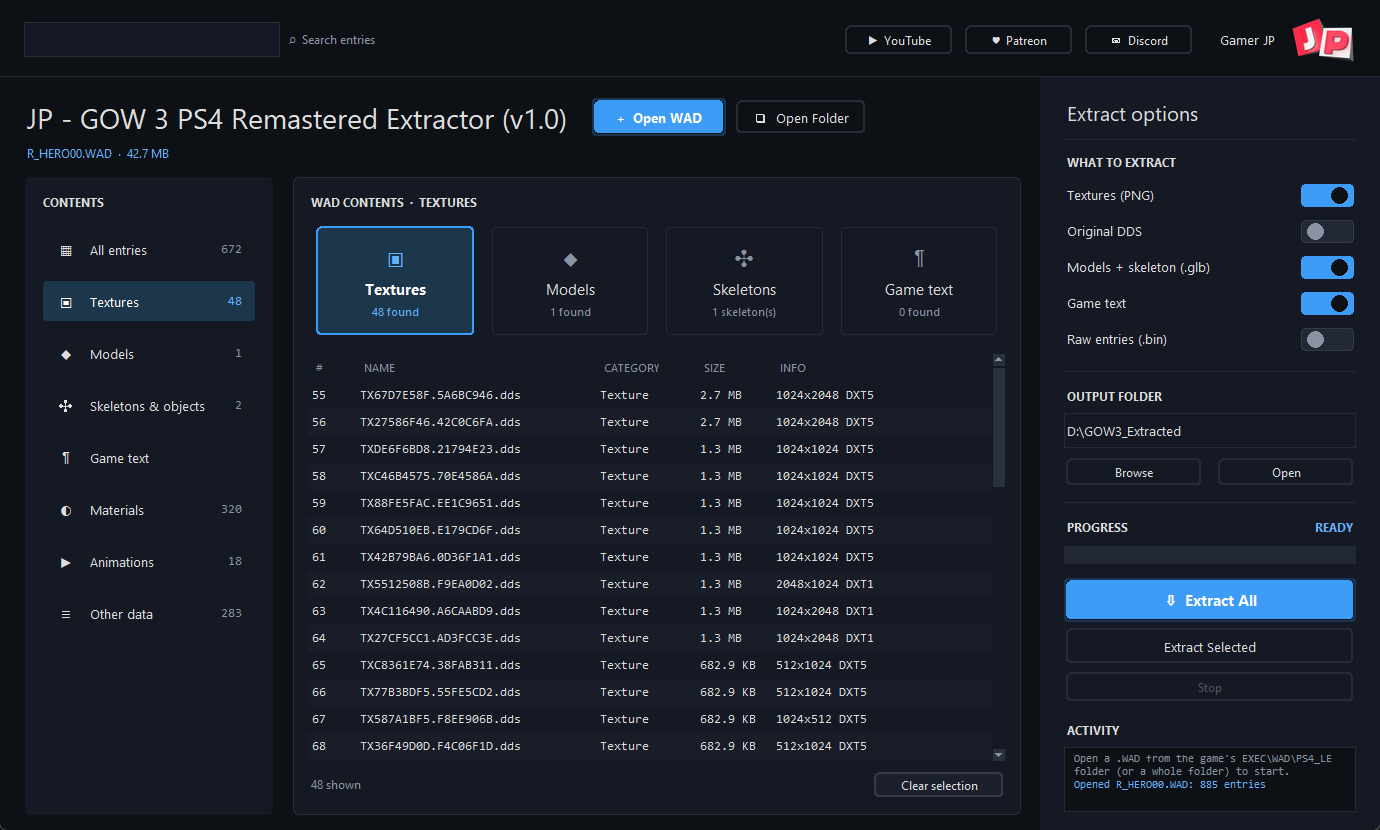 ⌕ Search entries
▶ YouTube
♥ Patreon
Discord
Gamer JP
JP
JP - GOW 3 PS4 Remastered Extractor (v1.0)
+ Open WAD
❏ Open Folder
R_HERO00.WAD · 42.7 MB
CONTENTS
▦ All entries 672
▣ Textures 48
◆ Models 1
✣ Skeletons & objects 2
¶ Game text
◐ Materials 320
▶ Animations 18
≡ Other data 283
WAD CONTENTS · TEXTURES
▣
Textures
48 found
◆
Models
1 found
✣
Skeletons
1 skeleton(s)
¶
Game text
0 found
# NAME CATEGORY SIZE INFO
55 TX67D7E58F.5A6BC946.dds Texture 2.7 MB 1024x2048 DXT5
56 TX27586F46.42C0C6FA.dds Texture 2.7 MB 1024x2048 DXT5
57 TXDE6F6BD8.21794E23.dds Texture 1.3 MB 1024x1024 DXT5
58 TXC46B4575.70E4586A.dds Texture 1.3 MB 1024x1024 DXT5
59 TX88FE5FAC.EE1C9651.dds Texture 1.3 MB 1024x1024 DXT5
60 TX64D510EB.E179CD6F.dds Texture 1.3 MB 1024x1024 DXT5
61 TX42B79BA6.0D36F1A1.dds Texture 1.3 MB 1024x1024 DXT5
62 TX5512508B.F9EA0D02.dds Texture 1.3 MB 2048x1024 DXT1
63 TX4C116490.A6CAABD9.dds Texture 1.3 MB 1024x2048 DXT1
64 TX27CF5CC1.AD3FCC3E.dds Texture 1.3 MB 1024x2048 DXT1
65 TXC8361E74.38FAB311.dds Texture 682.9 KB 512x1024 DXT5
66 TX77B3BDF5.55FE5CD2.dds Texture 682.9 KB 512x1024 DXT5
67 TX587A1BF5.F8EE906B.dds Texture 682.9 KB 1024x512 DXT5
68 TX36F49D0D.F4C06F1D.dds Texture 682.9 KB 512x1024 DXT5
48 shown
Clear selection
Extract options
WHAT TO EXTRACT
Textures (PNG)
Original DDS
Models + skeleton (.glb)
Game text
Raw entries (.bin)
OUTPUT FOLDER
D:\GOW3_Extracted
Browse
Open
PROGRESS READY
⇩ Extract All
Extract Selected
Stop
ACTIVITY
Open a .WAD from the game's EXEC\WAD\PS4_LE
folder (or a whole folder) to start.
Opened R_HERO00.WAD: 885 entries